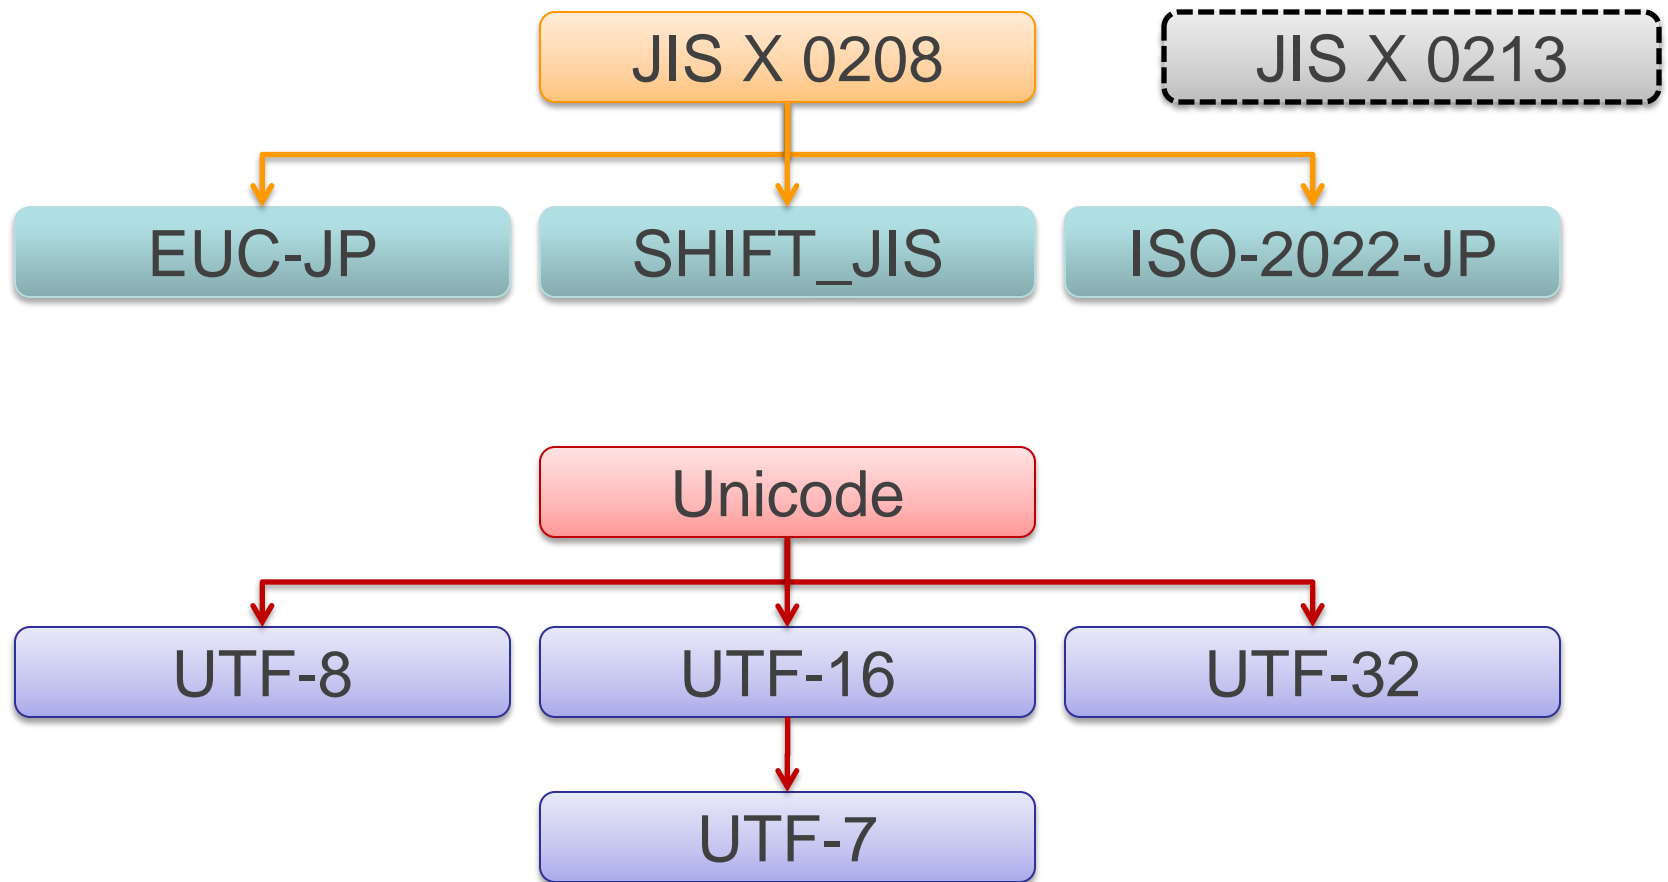 JIS X 0208
JIS X 0213
EUC-JP
SHIFT_JIS
ISO-2022-JP
Unicode
UTF-8
UTF-16
UTF-32
UTF-7